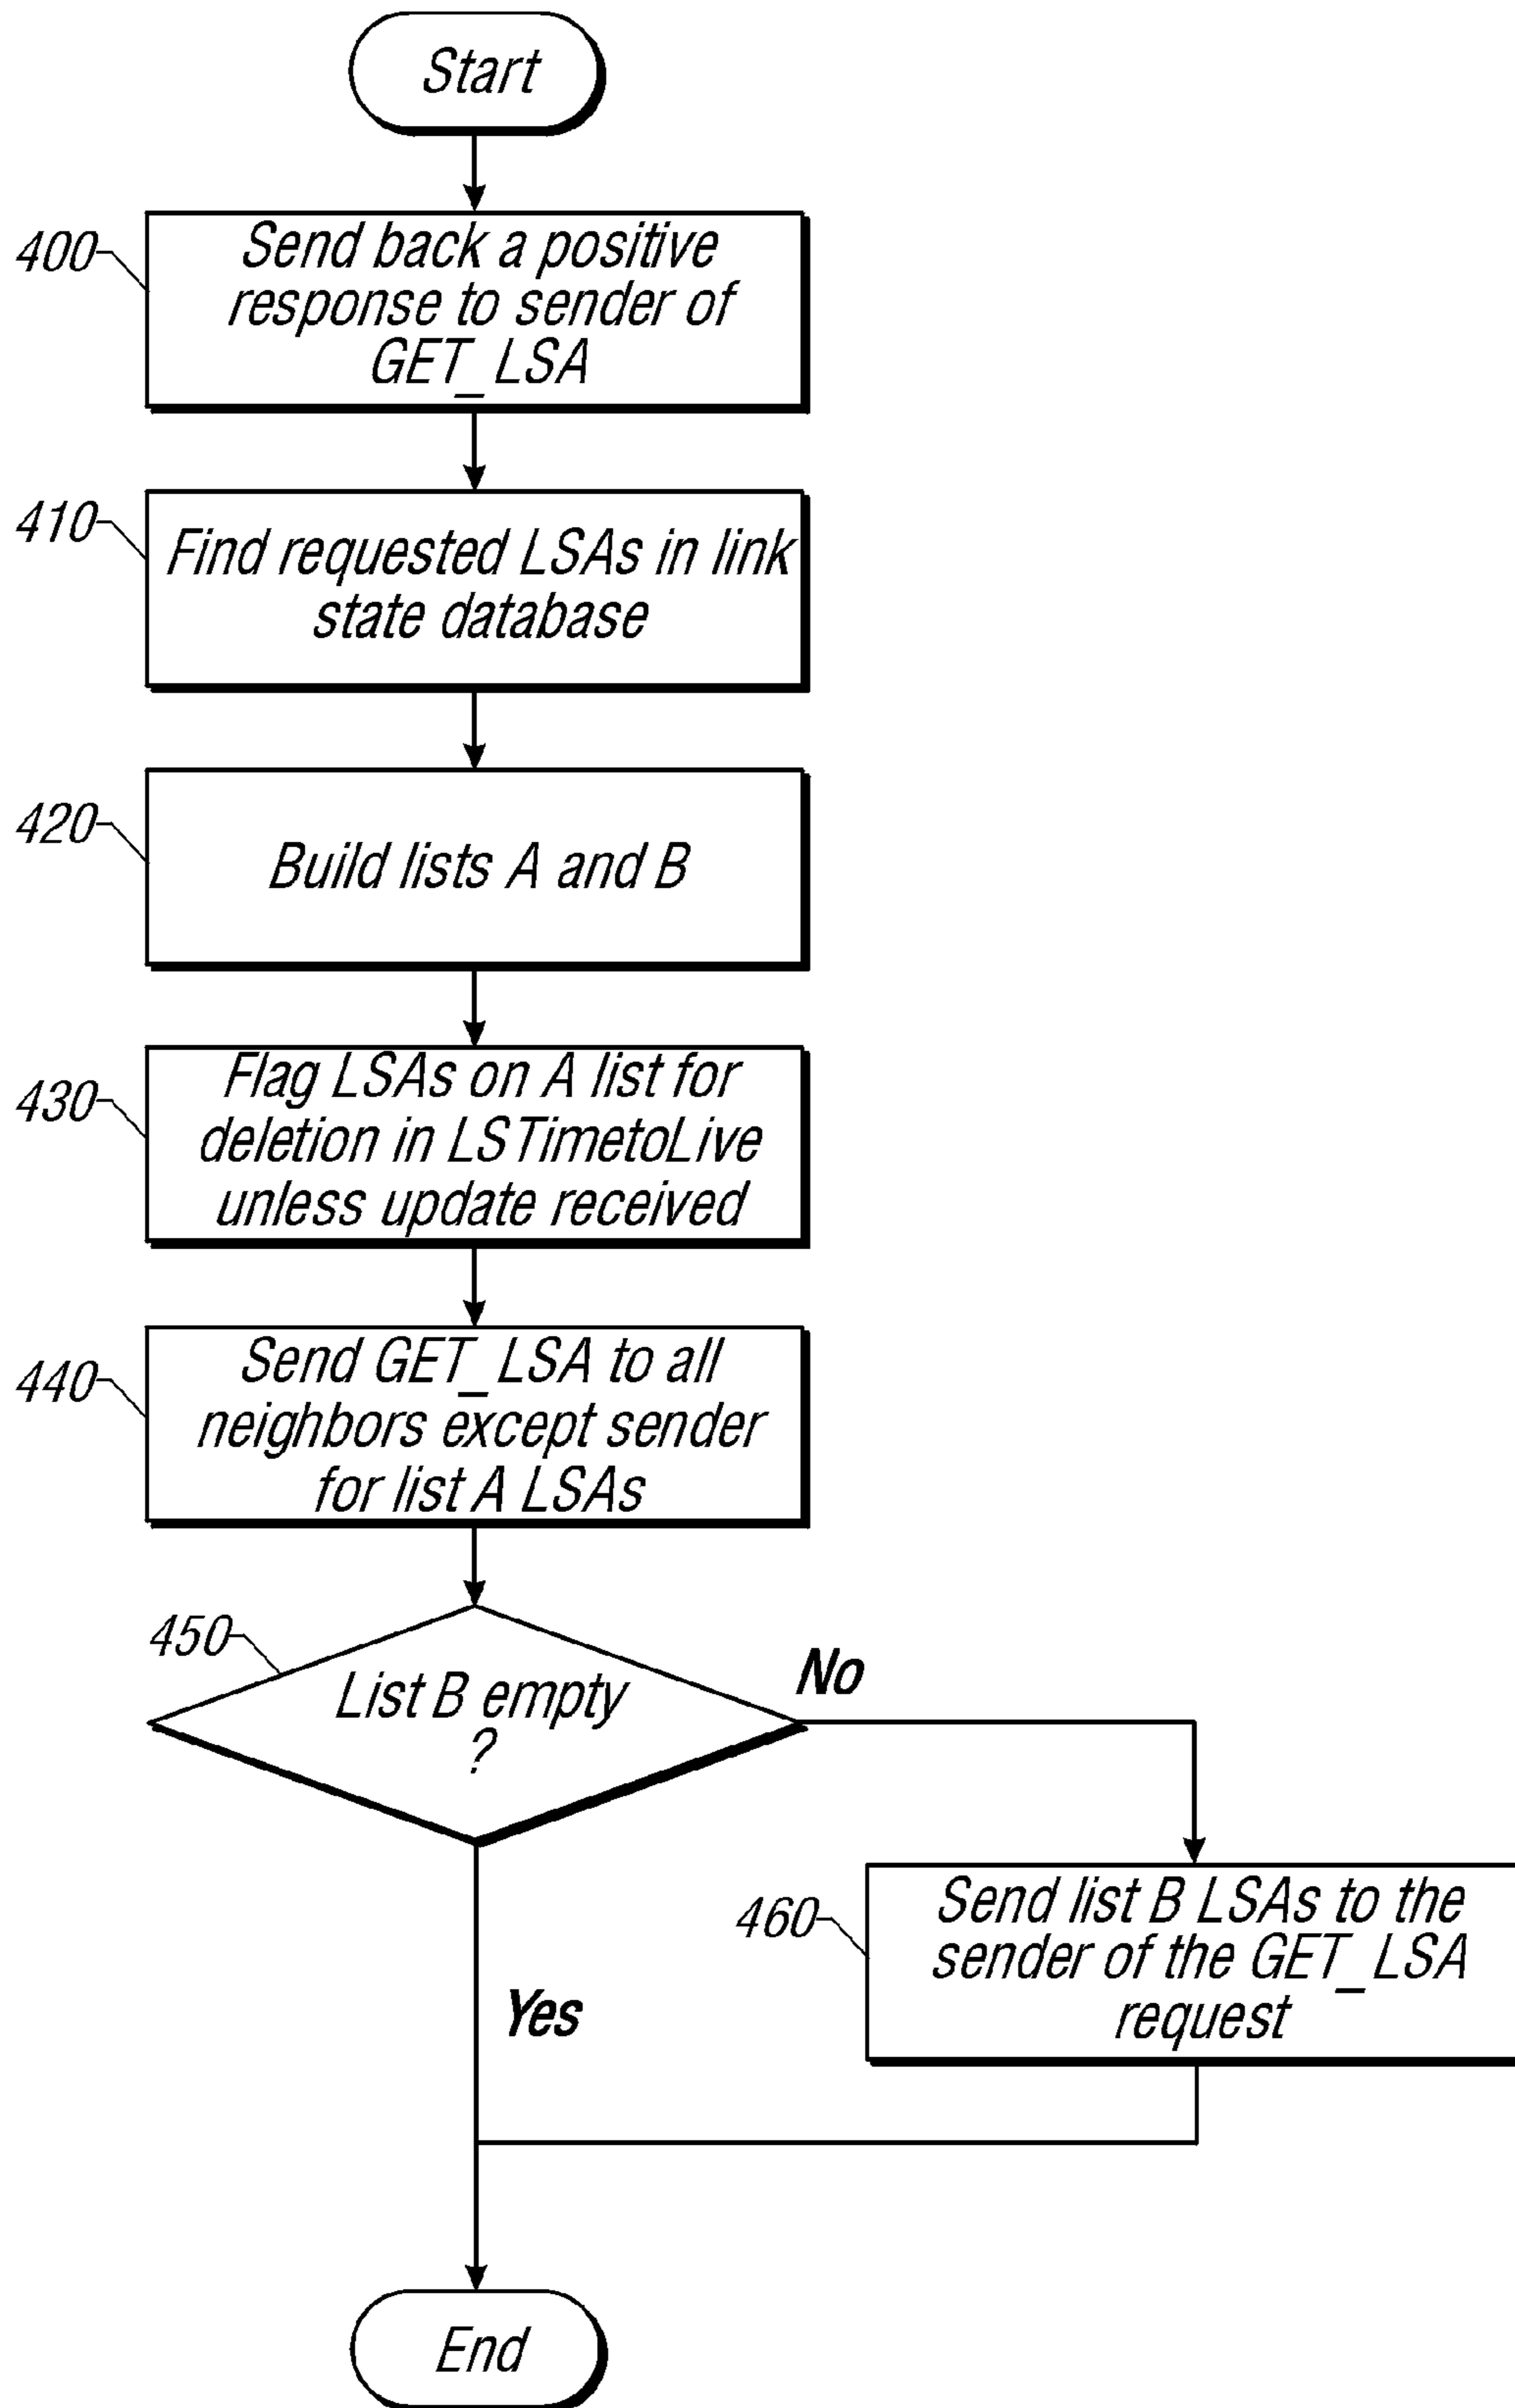 Start
400
Send back a positive
response to sender of
GET_LSA
410
Find requested LSAs in link
state database
420
Build lists A and B
430
Flag LSAs on A list for
deletion in LSTimetoLive
unless update received
440
Send GET_LSA to all
neighbors except sender
for list A LSAs
450
List B empty
?
No
460
Send list B LSAs to the
sender of the GET_LSA
request
Yes
End